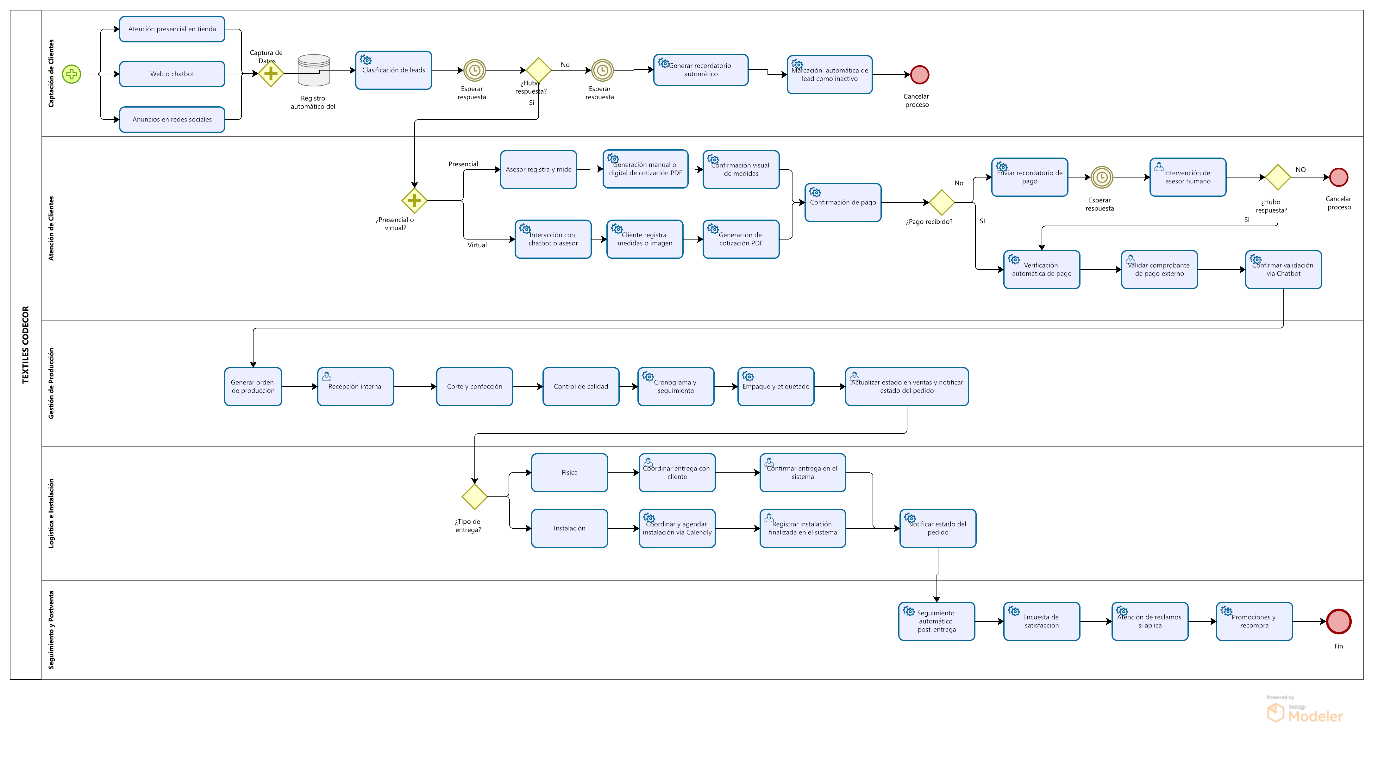 TEXTILES CODECOR
Captación de Clientes
Atención presencial en tienda
Web o chatbot
Anuncios en redes sociales
Captura de
Datos
Registro
automático del
Clasificación de leads
Esperar
respuesta
¿Hubo
respuesta?
No
Si
Esperar
respuesta
Generar recordatorio
automático
Marcación automática de
lead como inactivo
Cancelar
proceso
Atención de Clientes
¿Presencial o
virtual?
Presencial
Asesor registra y mide
Generación manual o
digital de cotización PDF
Confirmación visual
de medidas
Virtual
Interacción con
chatbot o asesor
Cliente registra
medidas o imagen
Generación de
cotización PDF
Confirmación de pago
¿Pago recibido?
No
SI
Enviar recordatorio de
pago
Esperar
respuesta
Intervención de
asesor humano
¿Hubo
respuesta?
NO
SI
Cancelar
proceso
Verificación
automática de pago
Validar comprobante
de pago externo
Confirmar validación
via Chatbot
Gestión de Producción
Generar orden
de producción
Recepción interna
Corte y confección
Control de calidad
Cronograma y
seguimiento
Empaque y etiquetado
Actualizar estado en ventas y notificar
estado del pedido
Logística e Instalación
¿Tipo de
entrega?
Física
Coordinar entrega con
cliente
Confirmar entrega en el
sistema
Instalación
Coordinar y agendar
instalación vía Calendly
Registrar instalación
finalizada en el sistema
Notificar estado del
pedido
Seguimiento y Postventa
Seguimiento
automático
post-entrega
Encuesta de
satisfacción
Atención de reclamos
si aplica
Promociones y
recompra
Fin
Powered by
bizagi
Modeler